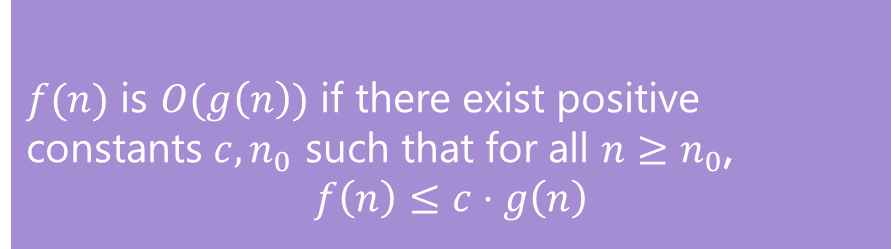 f(n) is O(g(n)) if there exist positive
constants c, n₀ such that for all n ≥ n₀,
f(n) ≤ c · g(n)